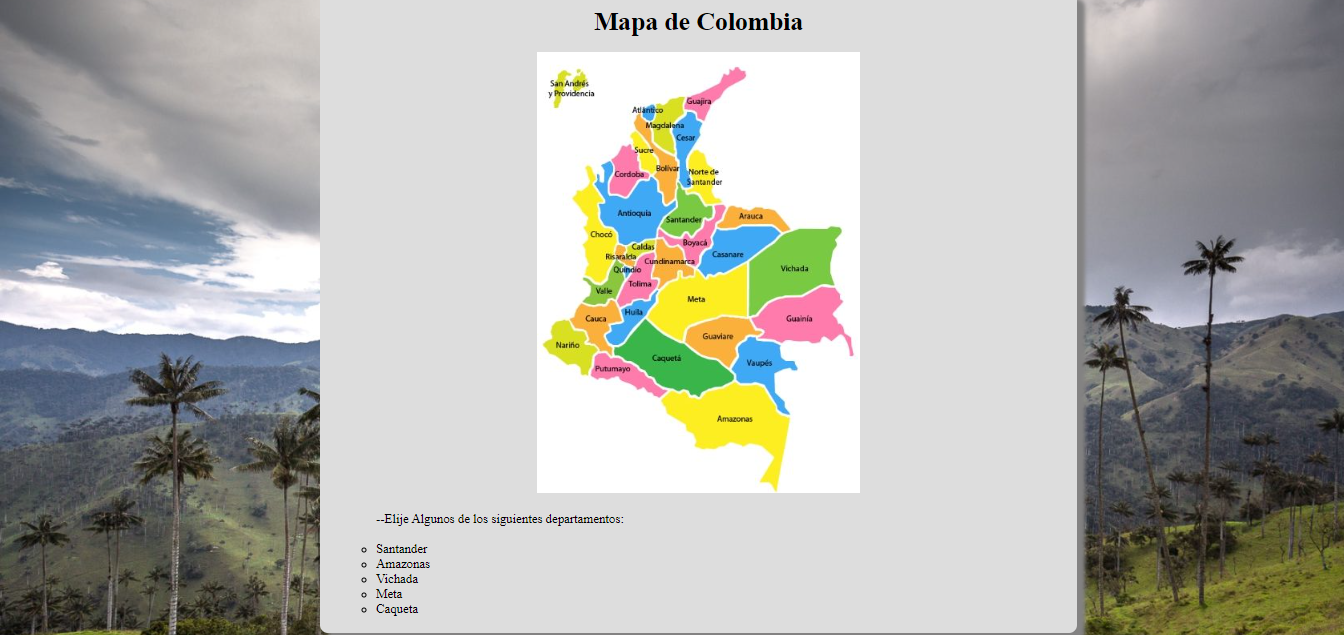 Mapa de Colombia
San Andrés
y Providencia
Guajira
Atlántico
Magdalena
Cesar
Sucre
Bolívar
Norte de
Santander
Cordoba
Antioquia
Santander
Arauca
Chocó
Boyacá
Caldas
Casanare
Risaralda
Cundinamarca
Quindio
Vichada
Tolima
Valle
Meta
Huila
Cauca
Guainía
Guaviare
Nariño
Caquetá
Vaupés
Putumayo
Amazonas
--Elije Algunos de los siguientes departamentos:
Santander
Amazonas
Vichada
Meta
Caqueta